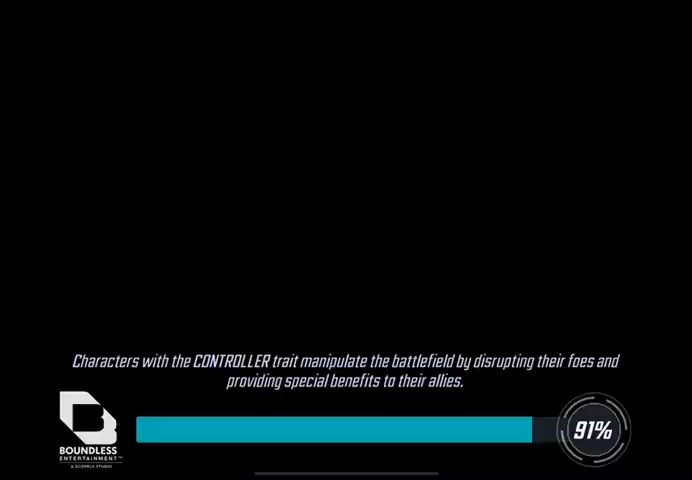 Characters with the CONTROLLER trait manipulate the battlefield by disrupting their foes and
providing special benefits to their allies.
91%
BOUNDLESS
ENTERTAINMENT™
A SCOPELY STUDIO